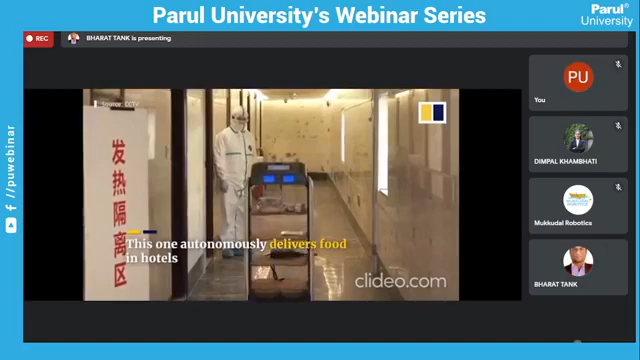 Parul University's Webinar Series
Parul®
University
REC
BHARAT TANK is presenting
CCTV
发热隔离区
This one autonomously delivers food
in hotels
clideo.com
PU
You
DIMPAL KHAMBHATI
Mukkudal Robotics
BHARAT TANK
/puwebinar